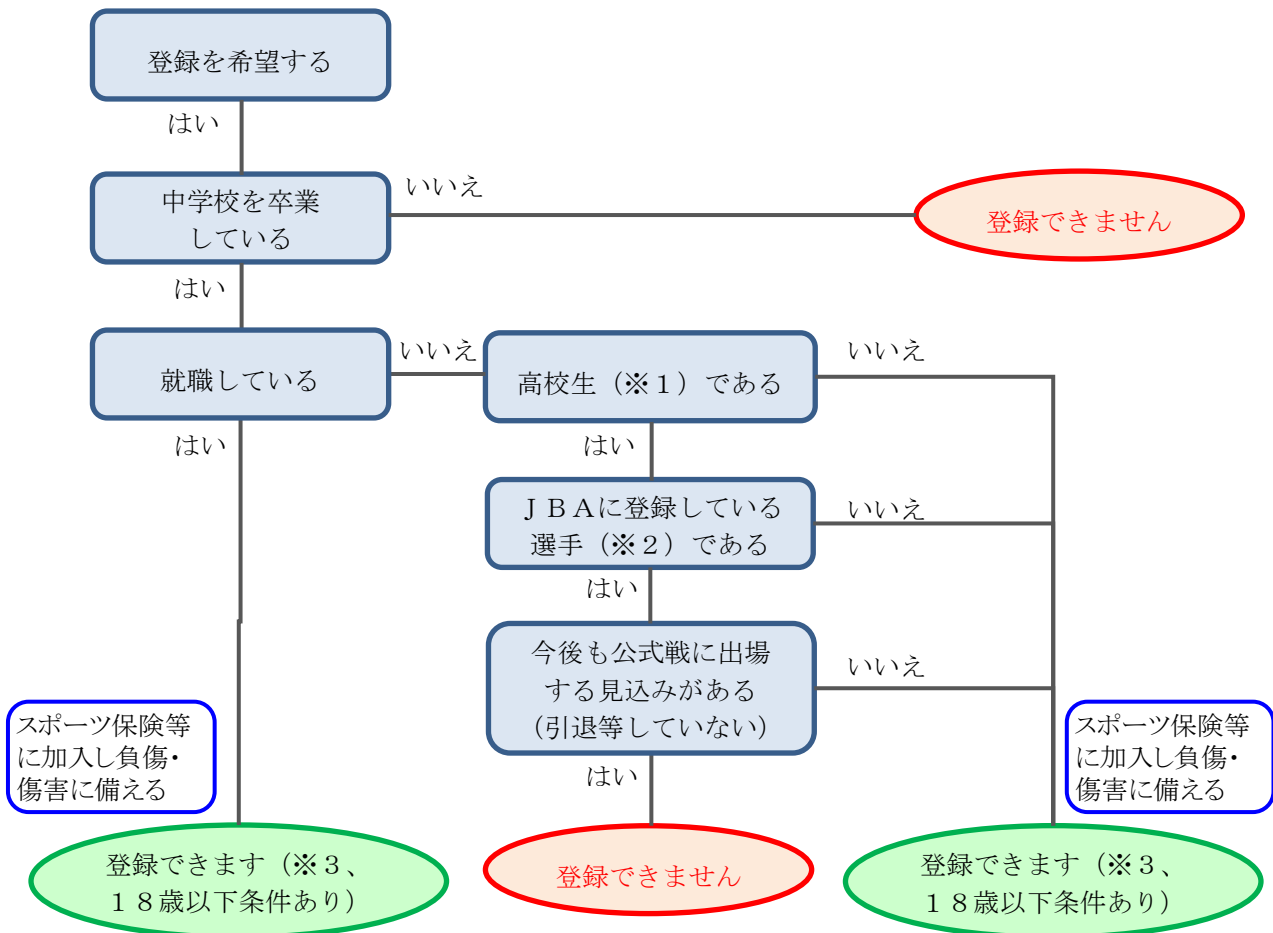 登録を希望する
はい
中学校を卒業
している
いいえ
登録できません
はい
就職している
いいえ
高校生（※１）である
いいえ
はい
はい
ＪＢＡに登録している
選手（※２）である
いいえ
はい
今後も公式戦に出場
する見込みがある
（引退等していない）
いいえ
はい
スポーツ保険等
に加入し負傷・
傷害に備える
スポーツ保険等
に加入し負傷・
傷害に備える
登録できます（※３、
１８歳以下条件あり）
登録できません
登録できます（※３、
１８歳以下条件あり）